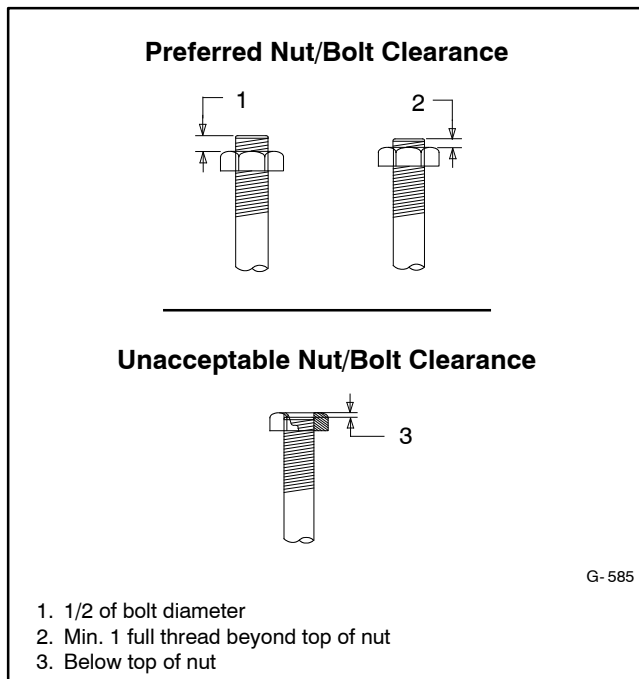 Preferred Nut/Bolt Clearance
1
2
Unacceptable Nut/Bolt Clearance
3
G-585
1. 1/2 of bolt diameter
2. Min. 1 full thread beyond top of nut
3. Below top of nut